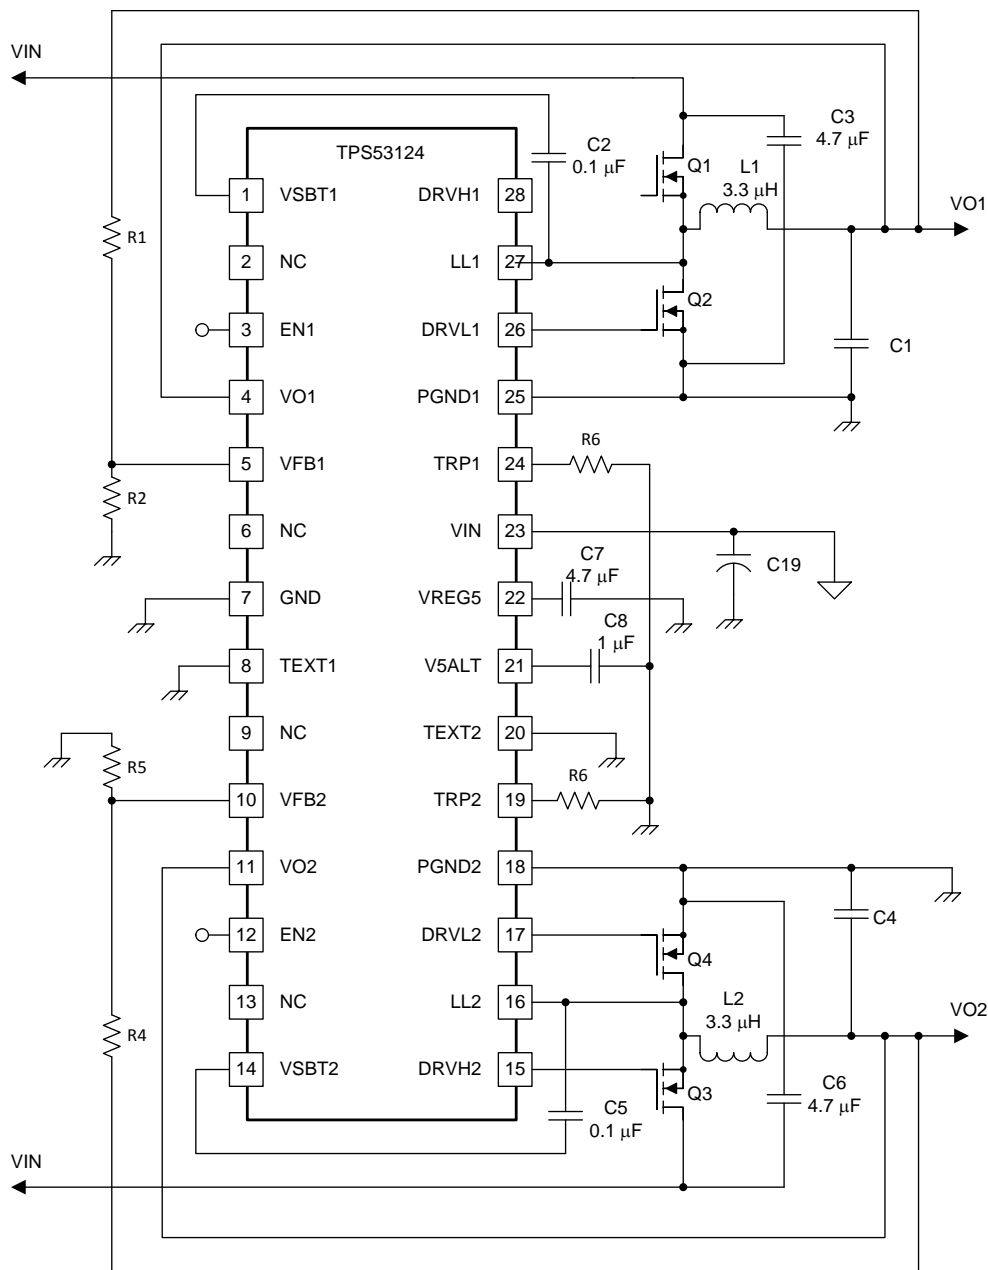 VIN
TPS53124
C2
0.1 μF
C3
4.7 μF
Q1
L1
3.3 μH
VO1
1 VSBT1 DRVH1 28
R1
2 NC LL1 27
Q2
3 EN1 DRVL1 26
C1
4 VO1 PGND1 25
R6
5 VFB1 TRP1 24
R2
6 NC VIN 23
C19
C7
4.7 μF
7 GND VREG5 22
C8
1 μF
8 TEXT1 V5ALT 21
9 NC TEXT2 20
R5
R6
10 VFB2 TRP2 19
11 VO2 PGND2 18
C4
12 EN2 DRVL2 17
Q4
13 NC LL2 16
L2
3.3 μH
VO2
R4
14 VSBT2 DRVH2 15
Q3
C6
4.7 μF
C5
0.1 μF
VIN